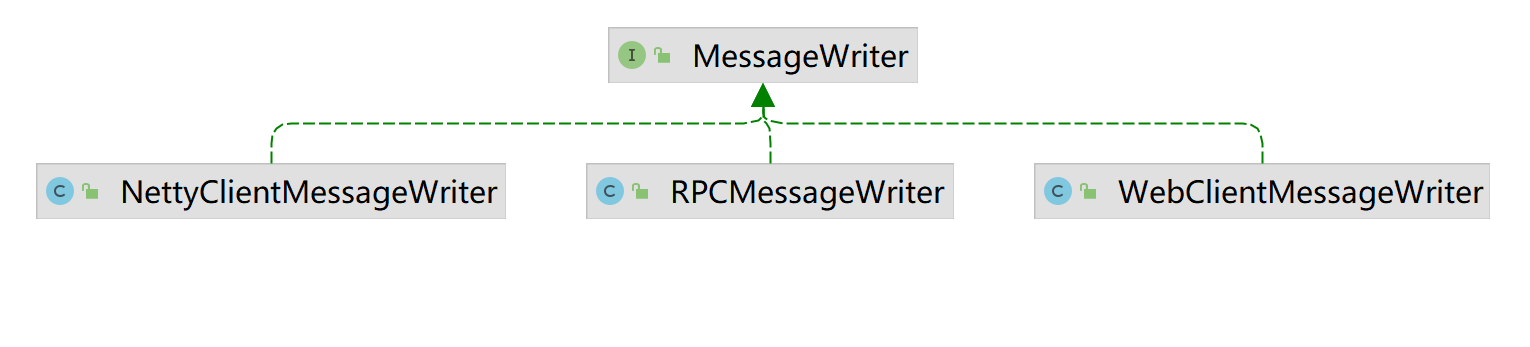 I MessageWriter
C NettyClientMessageWriter
C RPCMessageWriter
C WebClientMessageWriter